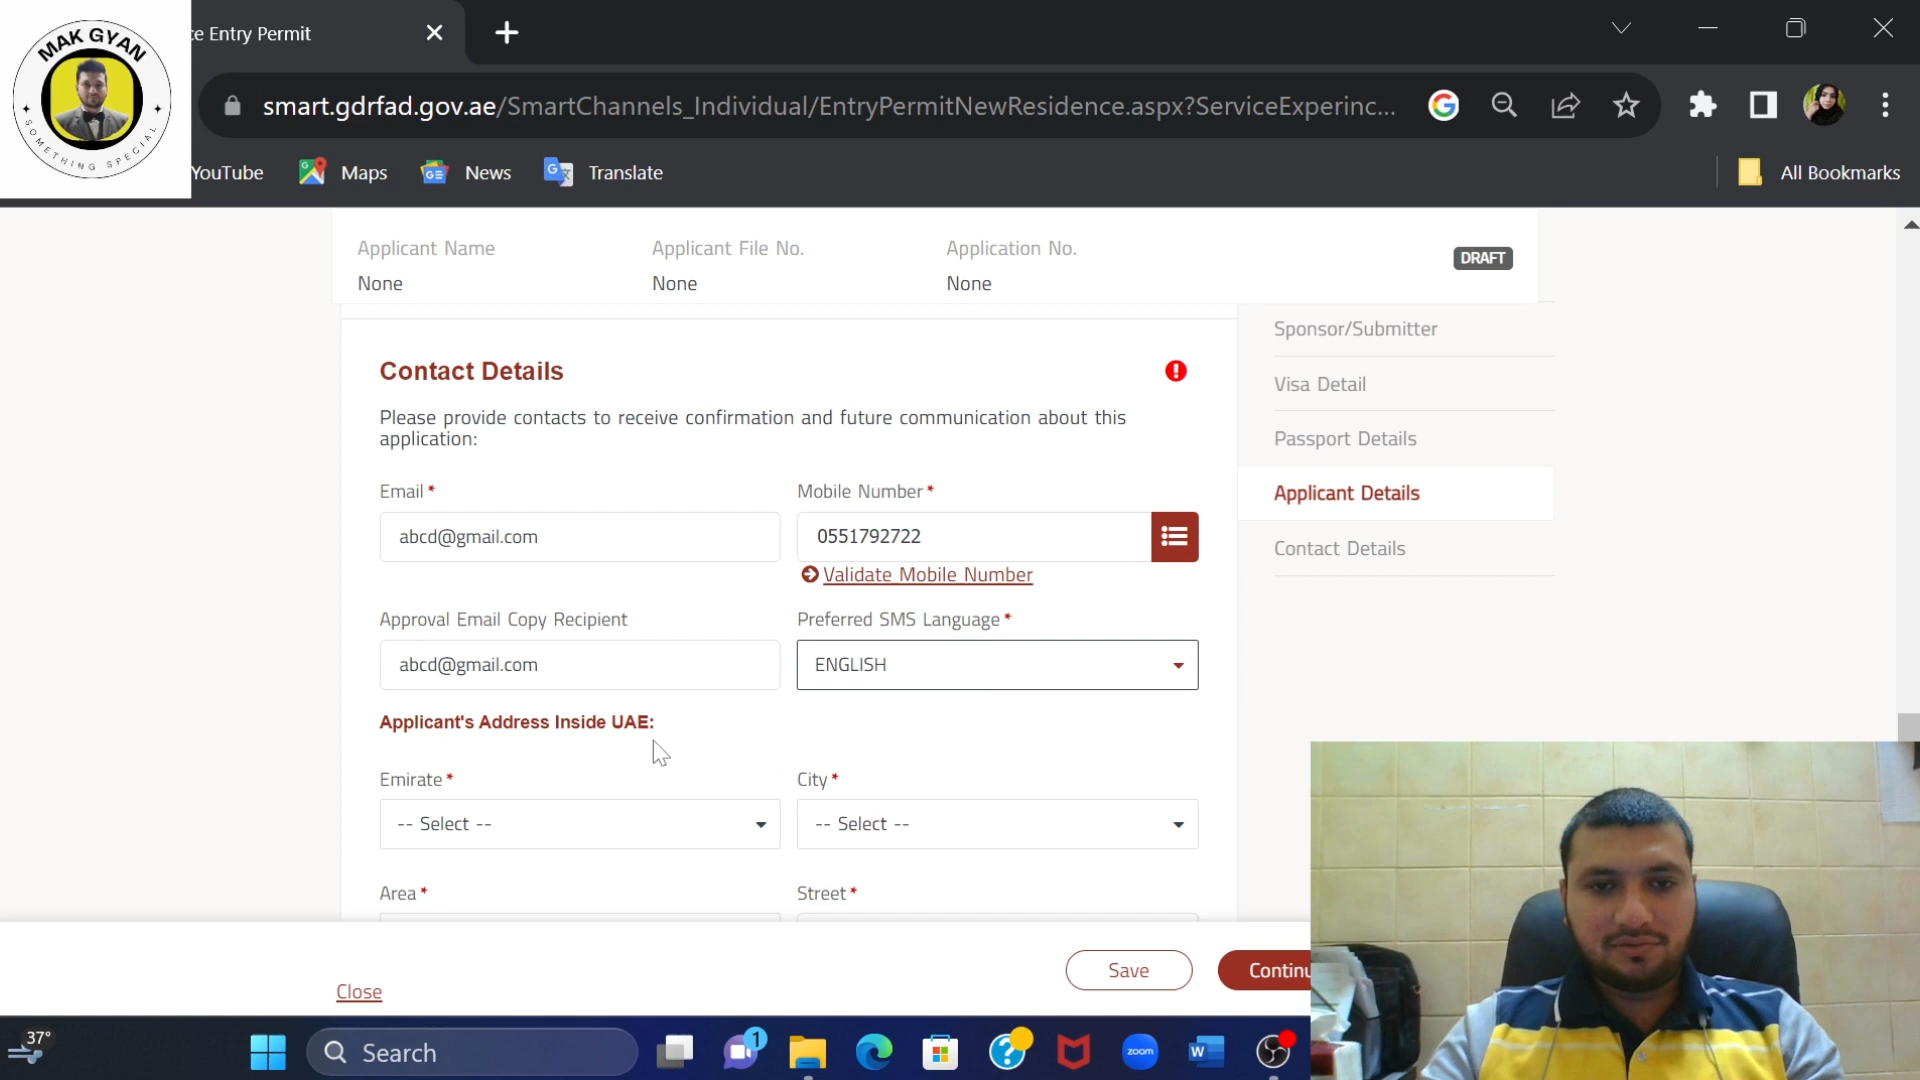 MAK GYAN
SOMETHING SPECIAL
ce Entry Permit
smart.gdrfad.gov.ae/SmartChannels_Individual/EntryPermitNewResidence.aspx?ServiceExperinc...
YouTube
Maps
News
Translate
All Bookmarks
Applicant Name
Applicant File No.
Application No.
DRAFT
None
None
None
Sponsor/Submitter
Visa Detail
Passport Details
Applicant Details
Contact Details
Contact Details
Please provide contacts to receive confirmation and future communication about this
application:
Email *
Mobile Number *
abcd@gmail.com
0551792722
Validate Mobile Number
Approval Email Copy Recipient
Preferred SMS Language *
abcd@gmail.com
ENGLISH
Applicant's Address Inside UAE:
Emirate *
City *
-- Select --
-- Select --
Area *
Street *
Save
Continu
Close
37°
Search
1
zoom
W